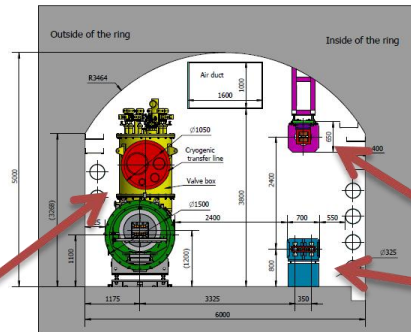 Outside of the ring
Inside of the ring
R3464
Air duct
1600
1000
Ø1050
Cryogenic
transfer line
Valve box
Ø1500
2400
650
400
2400
3800
5000
(3268)
700
550
Ø325
1100
(1200)
800
1175
3325
350
6000